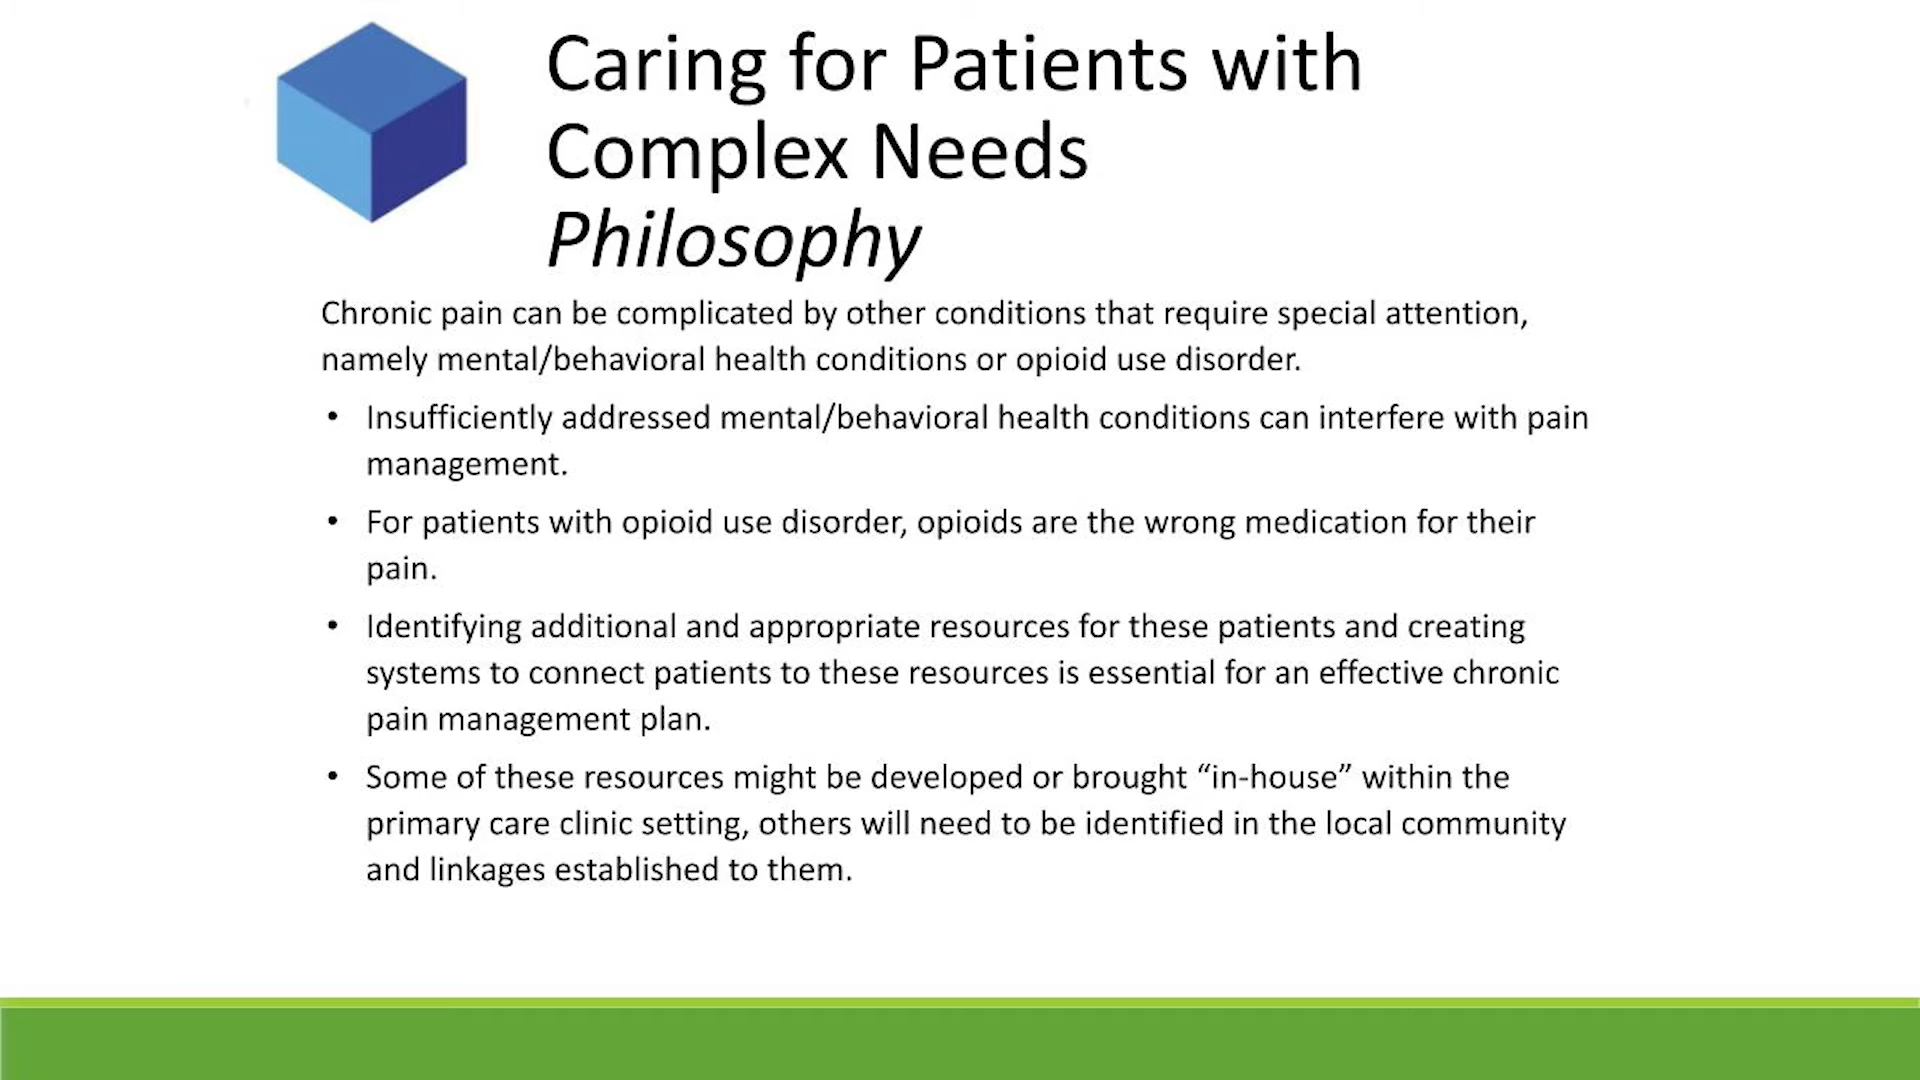 Caring for Patients with
Complex Needs
Philosophy
Chronic pain can be complicated by other conditions that require special attention,
namely mental/behavioral health conditions or opioid use disorder.
• Insufficiently addressed mental/behavioral health conditions can interfere with pain
management.
• For patients with opioid use disorder, opioids are the wrong medication for their
pain.
• Identifying additional and appropriate resources for these patients and creating
systems to connect patients to these resources is essential for an effective chronic
pain management plan.
• Some of these resources might be developed or brought “in-house” within the
primary care clinic setting, others will need to be identified in the local community
and linkages established to them.